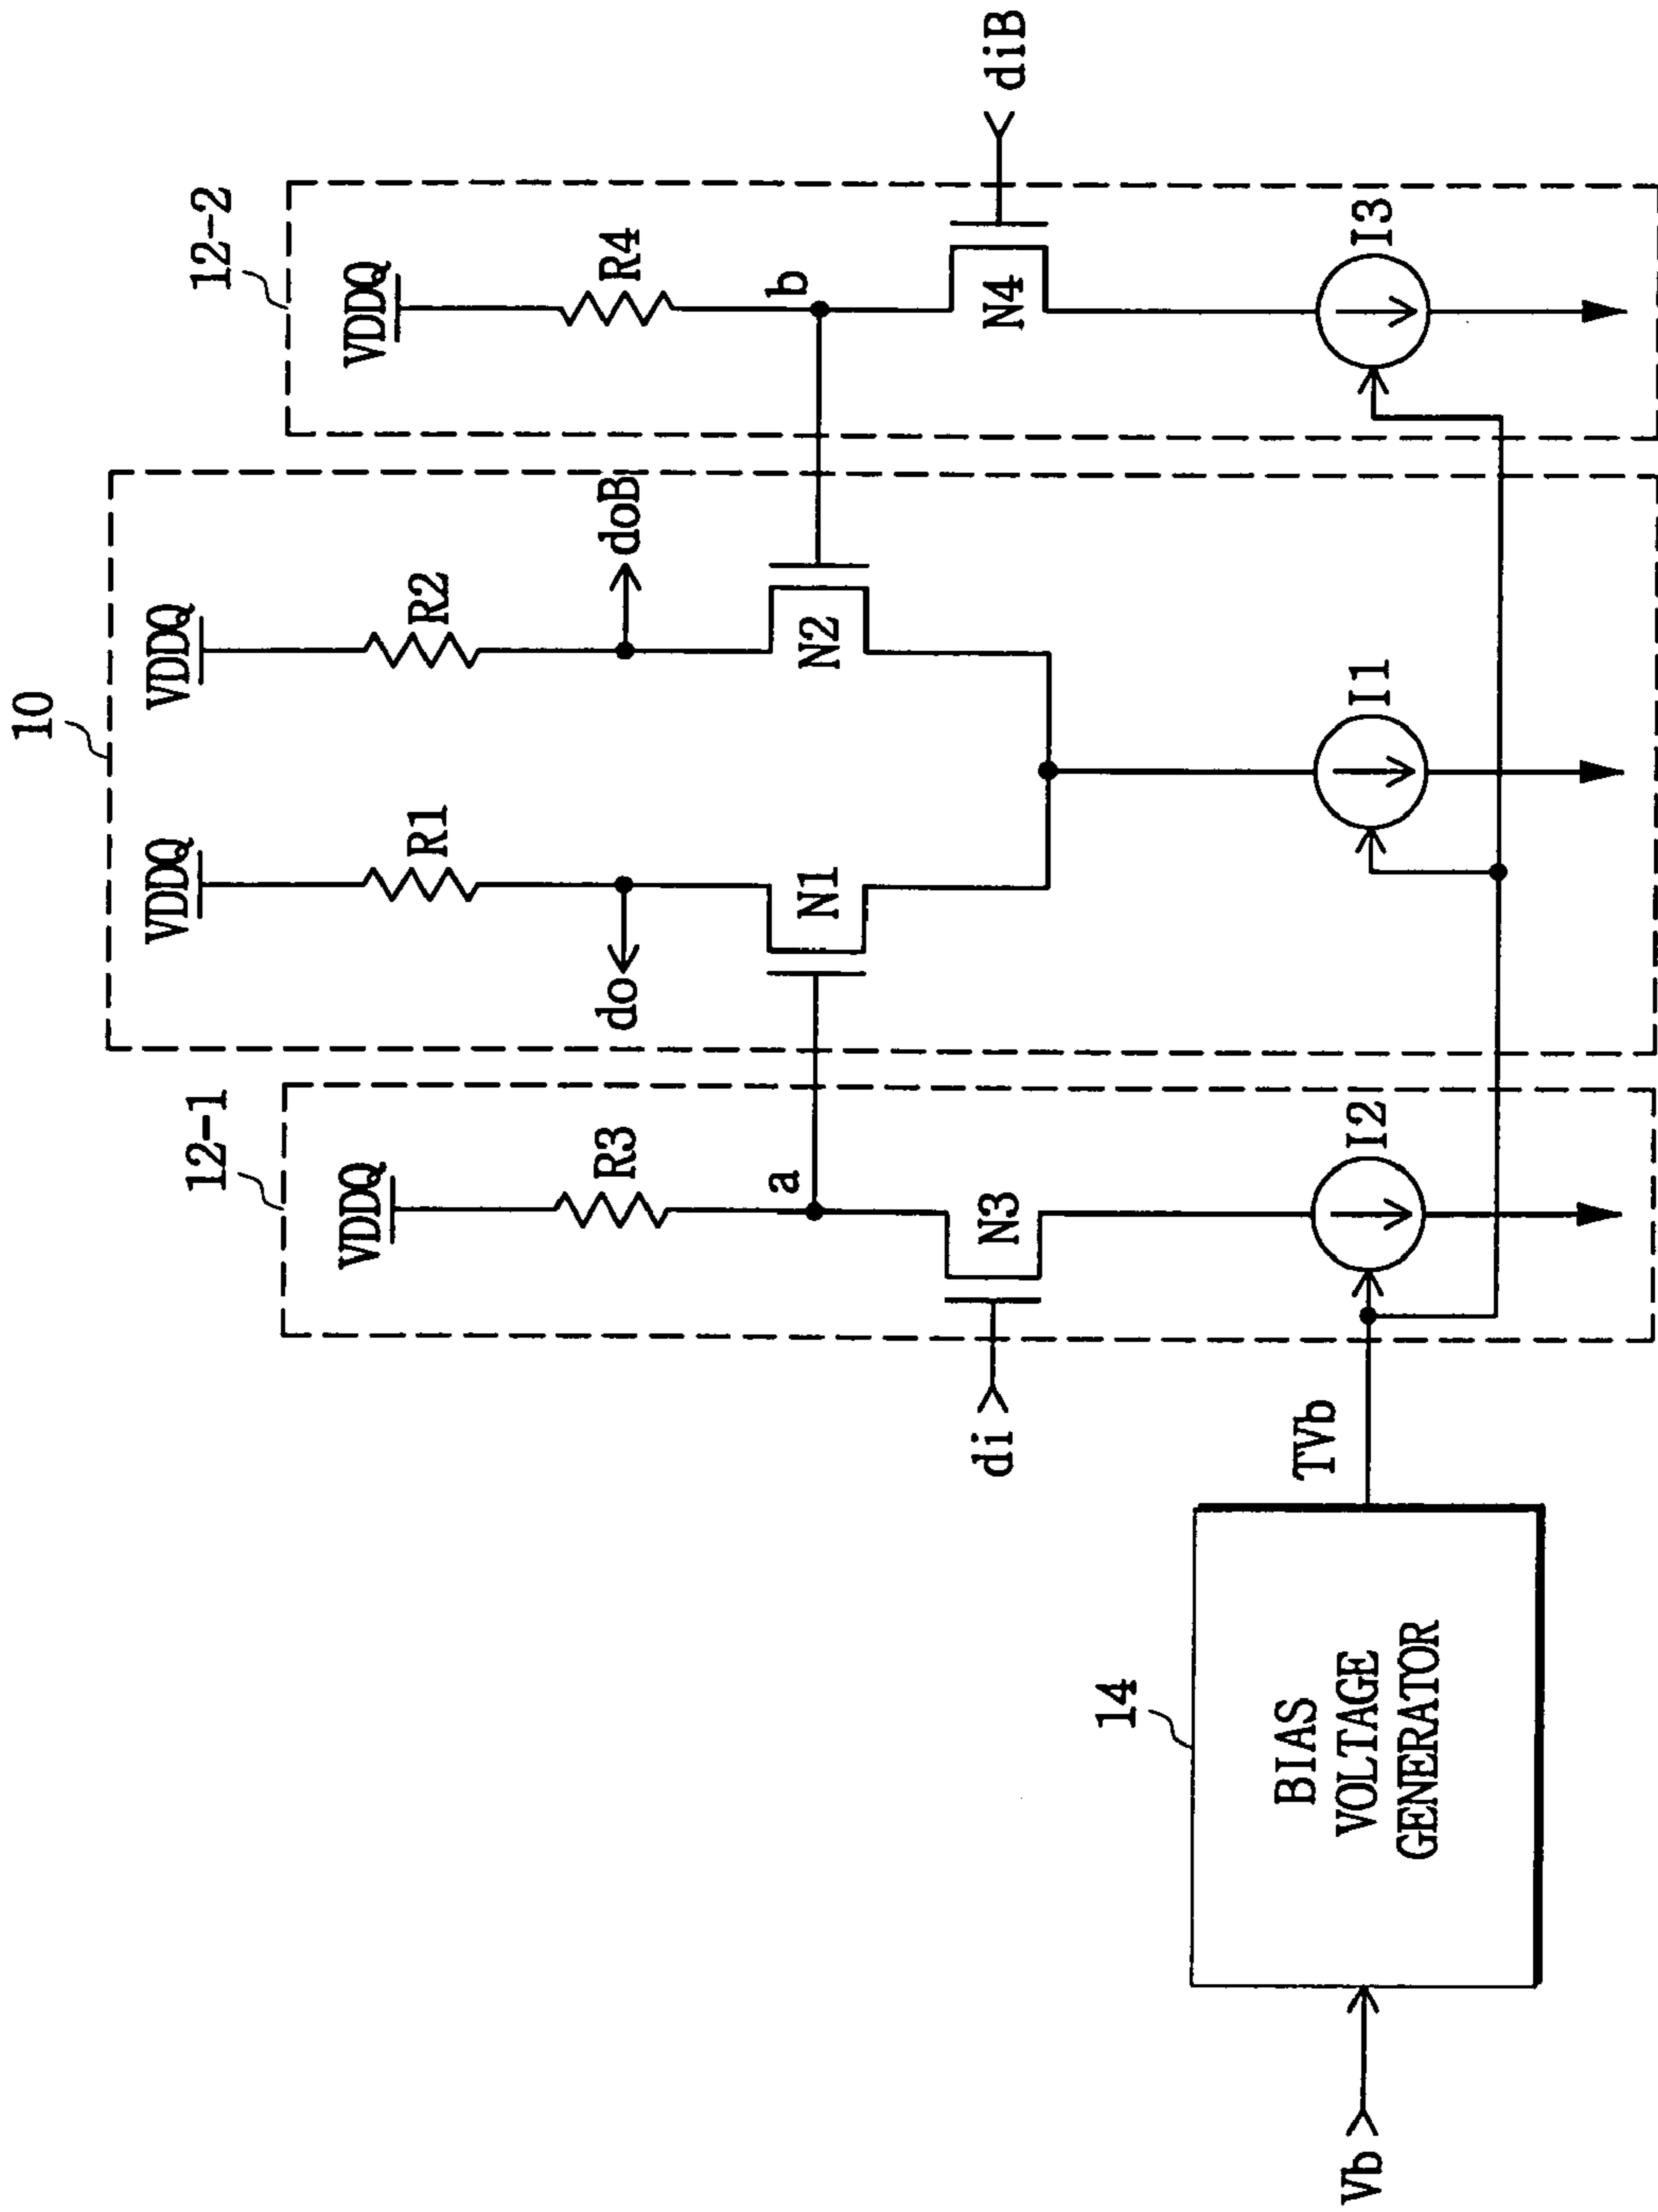 10
12-1
12-2
VDDQ
VDDQ
VDDQ
VDDQ
R3
R1
R2
R4
a
do
doB
b
N1
N2
di
N3
N4
diB
14
TVb
I2
I1
I3
Vb
BIAS
VOLTAGE
GENERATOR